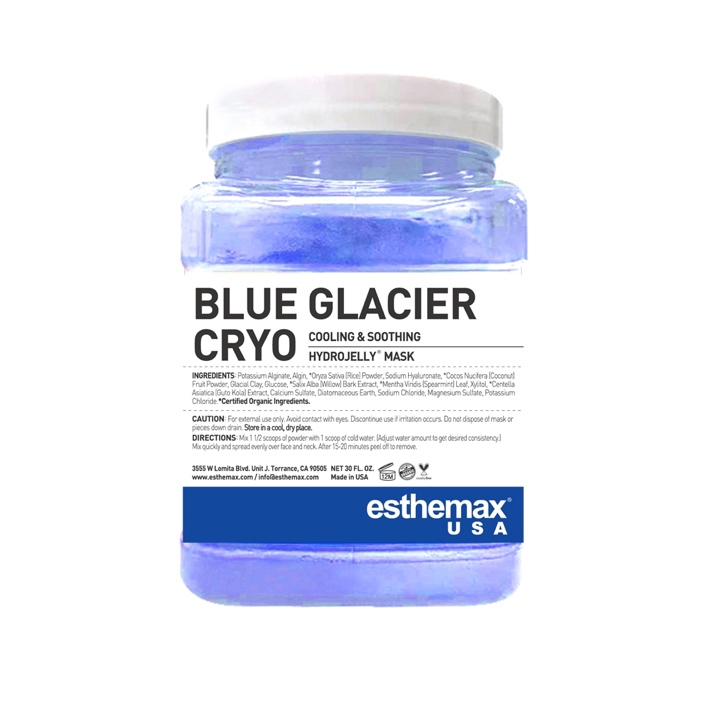 BLUE GLACIER
CRYO
COOLING & SOOTHING
HYDROJELLY® MASK
INGREDIENTS: Potassium Alginate, Algin, *Oryza Sativa (Rice) Powder, Sodium Hyaluronate, *Cocos Nucifera (Coconut)
Fruit Powder, Glacial Clay, Glucose, *Salix Alba (Willow) Bark Extract, *Mentha Viridis (Spearmint) Leaf, Xylitol, *Centella
Asiatica (Guto Kola) Extract, Calcium Sulfate, Diatomaceous Earth, Sodium Chloride, Magnesium Sulfate, Potassium
Chloride.*Certified Organic Ingredients.
CAUTION: For external use only. Avoid contact with eyes. Discontinue use if irritation occurs. Do not dispose of mask or
pieces down drain. Store in a cool, dry place.
DIRECTIONS: Mix 1 1/2 scoops of powder with 1 scoop of cold water. (Adjust water amount to get desired consistency.)
Mix quickly and spread evenly over face and neck. After 15-20 minutes peel off to remove.
3555 W Lomita Blvd. Unit J. Torrance, CA 90505 NET 30 FL. OZ.
www.esthemax.com / info@esthemax.com Made in USA
12M
esthemax®
USA